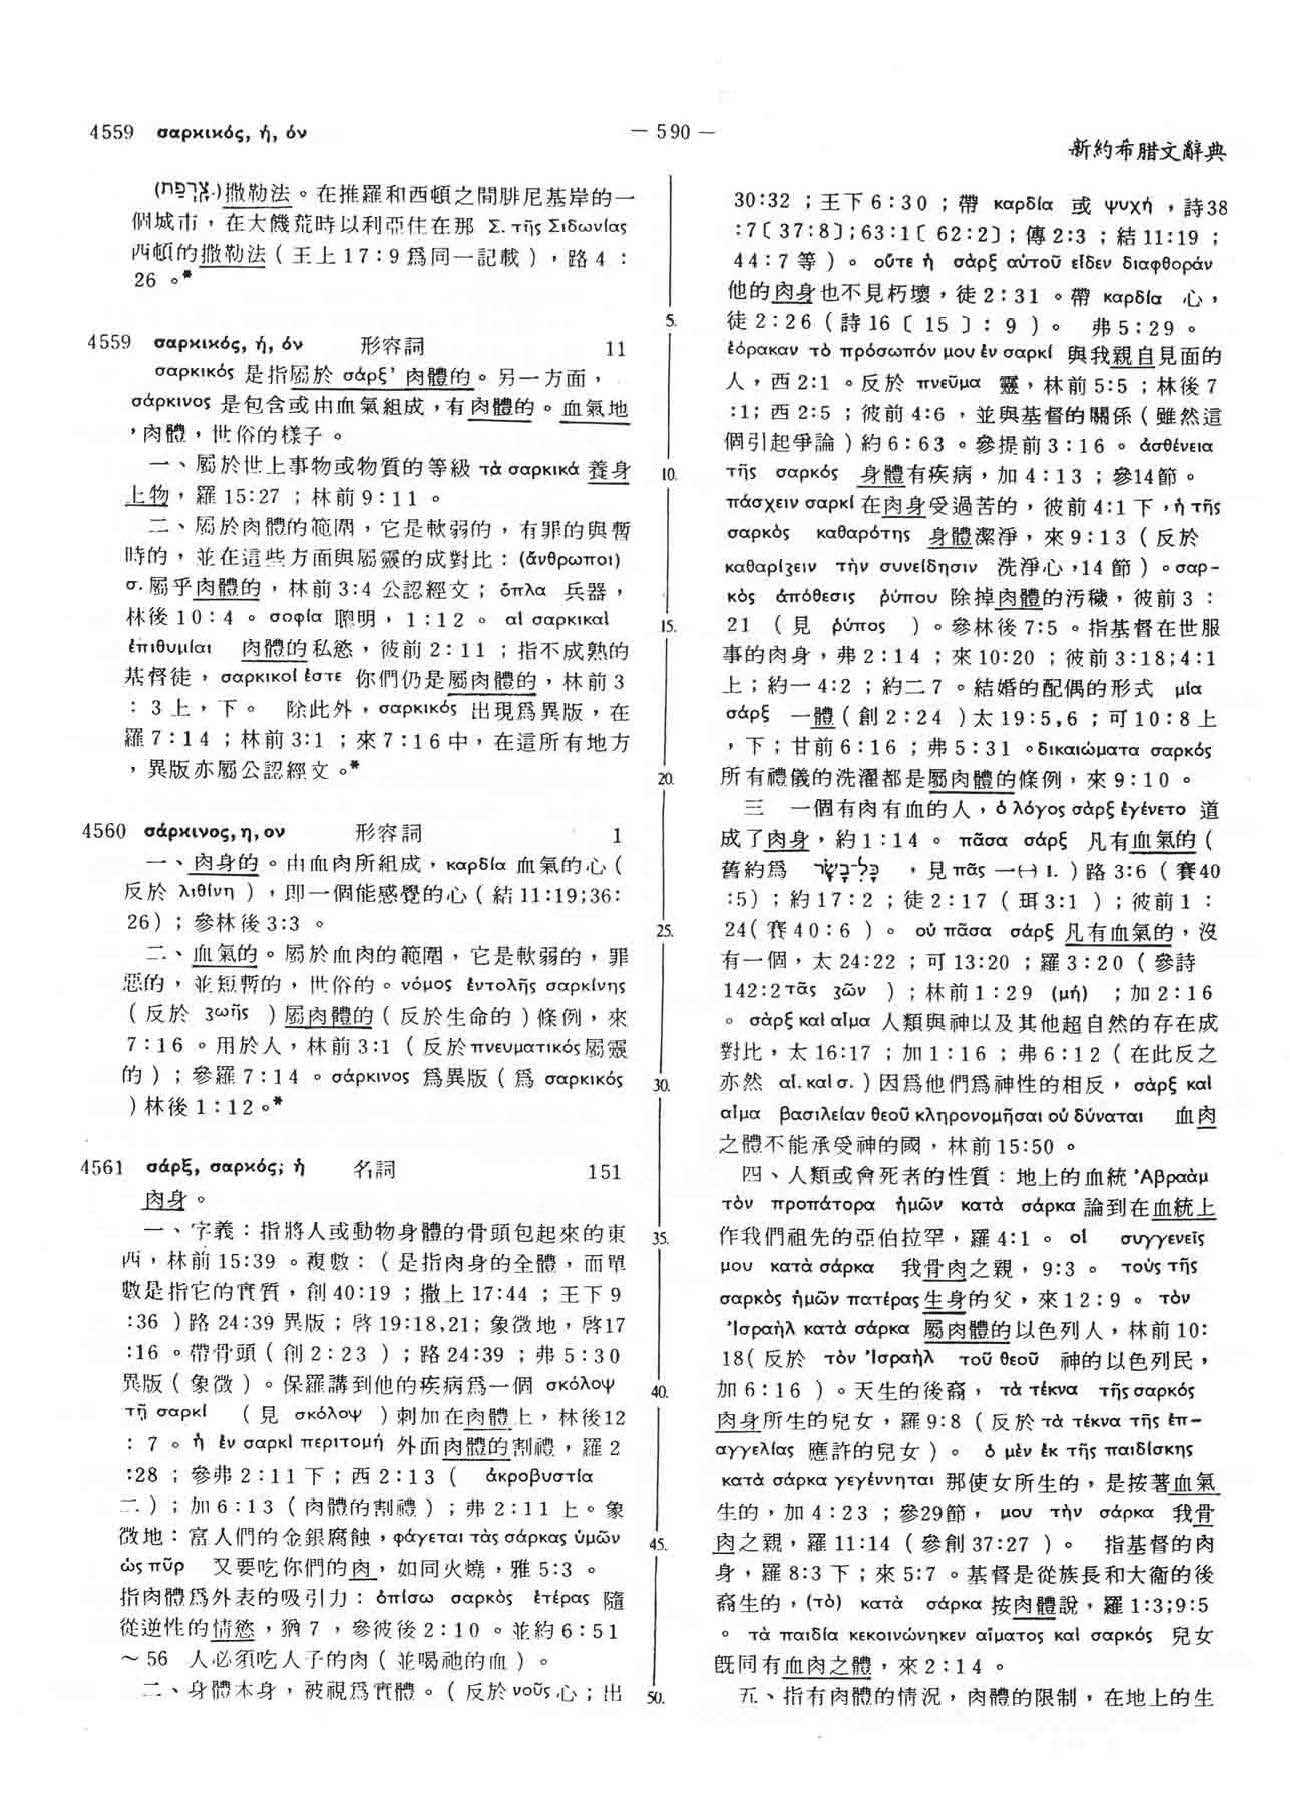 4559 σαρκικός, ή, όν
— 590 —
新約希腊文辭典
(צָרְפַת.)撒勒法。在推羅和西頓之間腓尼基岸的一
個城市，在大饑荒時以利亞住在那 Σ. τῆς Σιδωνίας
西頓的撒勒法（王上17：9爲同一記載），路4：
26 。*
4559 σαρκικός, ή, όν 形容詞 11
σαρκικός 是指屬於 σάρξ' 肉體的。另一方面，
σάρκινος 是包含或由血氣組成，有肉體的。血氣地
，肉體，世俗的樣子。
一、屬於世上事物或物質的等級 τὰ σαρκικά 養身
上物，羅 15:27 ；林前 9:11 。
二、屬於肉體的範圍，它是軟弱的，有罪的與暫
時的，並在這些方面與屬靈的成對比：(ἄνθρωποι)
σ. 屬乎肉體的，林前 3:4 公認經文；ὅπλα 兵器，
林後 10：4 。 σοφία 聰明，1：12 。 αἱ σαρκικαὶ
ἐπιθυμίαι 肉體的私慾，彼前 2：11 ；指不成熟的
基督徒，σαρκικοί ἐστε 你們仍是屬肉體的，林前 3
：3 上，下。 除此外，σαρκικός 出現爲異版，在
羅 7：14 ；林前 3:1 ；來 7：16 中，在這所有地方
，異版亦屬公認經文。*
4560 σάρκινος, η, ον 形容詞 1
一、肉身的。由血肉所組成，καρδία 血氣的心（
反於 λιθίνη ），即一個能感覺的心（結 11:19;36:
26)；參林後 3:3 。
二、血氣的。屬於血肉的範圍，它是軟弱的，罪
惡的，並短暫的，世俗的。νόμος ἐντολῆς σαρκίνης
（反於 ζωῆς ）屬肉體的（反於生命的）條例，來
7：16 。用於人，林前 3:1（反於πνευματικός屬靈
的）；參羅 7：14 。σάρκινος 爲異版（爲 σαρκικός
）林後 1：12 。*
4561 σάρξ, σαρκός; ἡ 名詞 151
肉身。
一、字義：指將人或動物身體的骨頭包起來的東
西，林前 15:39 。複數：（是指肉身的全體，而單
數是指它的實質，創 40:19 ；撒上 17:44 ；王下 9
:36 ）路 24:39 異版；啓 19:18,21; 象徵地，啓17
:16 。帶骨頭（創 2：23 ）；路 24:39 ；弗 5：30
異版（象徵）。保羅講到他的疾病爲一個 σκόλοψ
τῇ σαρκί （見 σκόλοψ ）刺加在肉體上，林後12
：7 。ἡ ἐν σαρκὶ περιτομή 外面肉體的割禮，羅 2
:28 ；參弗 2：11 下；西 2：13（ ἀκροβυστία
二）；加 6：13（肉體的割禮）；弗 2：11 上。象
徵地：富人們的金銀腐蝕，φάγεται τὰς σάρκας ὑμῶν
ὡς πῦρ 又要吃你們的肉，如同火燒，雅 5:3 。
指肉體爲外表的吸引力：ὀπίσω σαρκὸς ἑτέρας 隨
從逆性的情慾，猶 7 ，參彼後 2：10 。並約 6：51
～ 56 人必須吃人子的肉（並喝祂的血）。
二、身體本身，被視爲實體。（反於νοῦς心；出
5.
10.
15.
20.
25.
30.
35.
40.
45.
50.
30:32 ；王下 6：30 ；帶 καρδία 或 ψυχή ，詩38
:7〔37:8〕；63:1〔62:2〕；傳 2:3 ；結 11:19 ；
44：7 等）。 οὔτε ἡ σὰρξ αὐτοῦ εἶδεν διαφθοράν
他的肉身也不見朽壞，徒 2：31 。帶 καρδία 心，
徒 2：26（詩 16〔15〕：9）。 弗 5：29 。
ἑόρακαν τὸ πρόσωπόν μου ἐν σαρκί 與我親自見面的
人，西 2:1 。反於 πνεῦμα 靈，林前 5:5 ；林後 7
:1; 西 2:5 ；彼前 4:6 ，並與基督的關係（雖然這
個引起爭論）約 6：63 。參提前 3：16 。ἀσθένεια
τῆς σαρκός 身體有疾病，加 4：13 ；參14節。
πάσχειν σαρκί 在肉身受過苦的，彼前 4:1 下，ἡ τῆς
σαρκὸς καθαρότης 身體潔淨，來 9：13（反於
καθαρίζειν τὴν συνείδησιν 洗淨心，14 節）。σαρ-
κὸς ἀπόθεσις ῥύπου 除掉肉體的汚穢，彼前 3：
21 （見 ῥύπος ）。參林後 7:5 。指基督在世服
事的肉身，弗 2：14 ；來 10:20 ；彼前 3:18;4:1
上；約一 4：2 ；約二 7 。結婚的配偶的形式 μία
σάρξ 一體（創 2：24 ）太 19：5,6 ；可 10：8 上
，下；林前 6：16 ；弗 5：31 。δικαιώματα σαρκός
所有禮儀的洗濯都是屬肉體的條例，來 9：10 。
三 一個有肉有血的人，ὁ λόγος σὰρξ ἐγένετο 道
成了肉身，約 1：14 。 πᾶσα σάρξ 凡有血氣的（
舊約爲 כָּל־בָּשָׂר ，見 πᾶς 一㈠ 1. ）路 3:6（賽40
:5）；約 17：2 ；徒 2：17（珥 3:1 ）；彼前 1：
24（賽 40：6 ）。 οὐ πᾶσα σάρξ 凡有血氣的，沒
有一個，太 24:22 ；可 13:20 ；羅 3：20（參詩
142:2 τᾶς ζῶν ）；林前 1：29 (μή) ；加 2：16
。 σὰρξ καὶ αἷμα 人類與神以及其他超自然的存在成
對比，太 16:17 ；加 1：16 ；弗 6：12（在此反之
亦然 αἷ. καὶ σ. ）因爲他們爲神性的相反，σὰρξ καὶ
αἷμα βασιλείαν θεοῦ κληρονομῆσαι οὐ δύναται 血肉
之體不能承受神的國，林前 15:50 。
四、人類或會死者的性質：地上的血統 Ἀβραὰμ
τὸν προπάτορα ἡμῶν κατὰ σάρκα 論到在血統上
作我們祖先的亞伯拉罕，羅 4:1 。 οἱ συγγενεῖς
μου κατὰ σάρκα 我骨肉之親，9:3 。 τοὺς τῆς
σαρκὸς ἡμῶν πατέρας 生身的父，來 12：9 。 τὸν
Ἰσραὴλ κατὰ σάρκα 屬肉體的以色列人，林前 10:
18（反於 τὸν Ἰσραὴλ τοῦ θεοῦ 神的以色列民，
加 6：16 ）。天生的後裔，τὰ τέκνα τῆς σαρκός
肉身所生的兒女，羅 9:8（反於 τὰ τέκνα τῆς ἐπ-
αγγελίας 應許的兒女）。 ὁ μὲν ἐκ τῆς παιδίσκης
κατὰ σάρκα γεγέννηται 那使女所生的，是按著血氣
生的，加 4：23 ；參29節，μου τὴν σάρκα 我骨
肉之親，羅 11:14（參創 37:27 ）。 指基督的肉
身，羅 8:3 下；來 5:7 。基督是從族長和大衞的後
裔生的，(τὸ) κατὰ σάρκα 按肉體說，羅 1:3;9:5
。 τὰ παιδία κεκοινώνηκεν αἵματος καὶ σαρκός 兒女
旣同有血肉之體，來 2：14 。
五、指有肉體的情況，肉體的限制，在地上的生